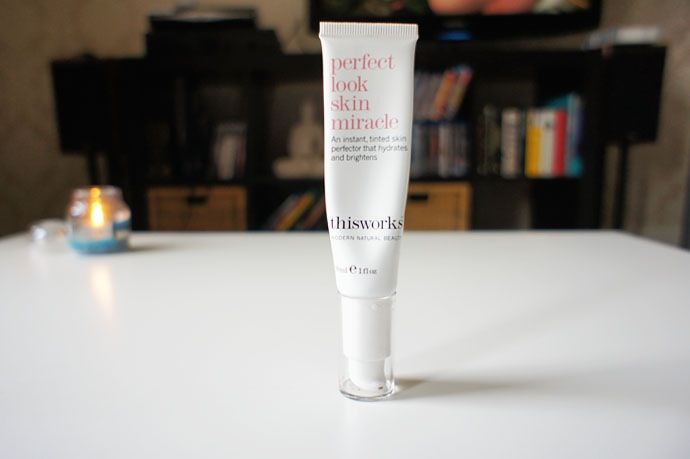 perfect
look
skin
miracle
An instant, tinted skin
perfector that hydrates
and brightens
thisworks
MODERN NATURAL BEAUTY
ml e 1 fl oz